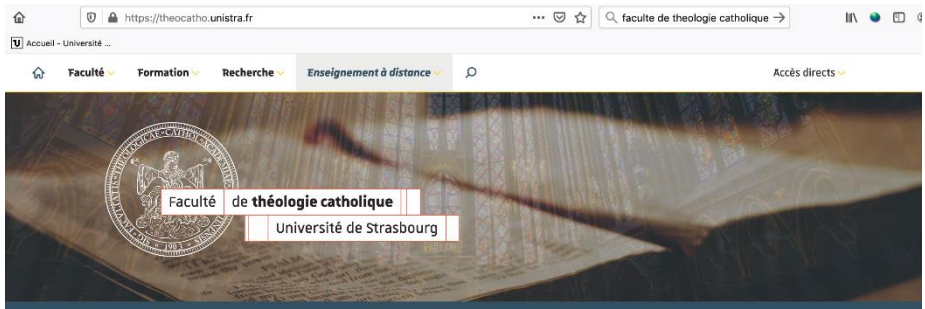 https://theocatho.unistra.fr
faculte de theologie catholique
Accueil - Université ...
Faculté Formation Recherche Enseignement à distance Accès directs
Faculté de théologie catholique
Université de Strasbourg
1903